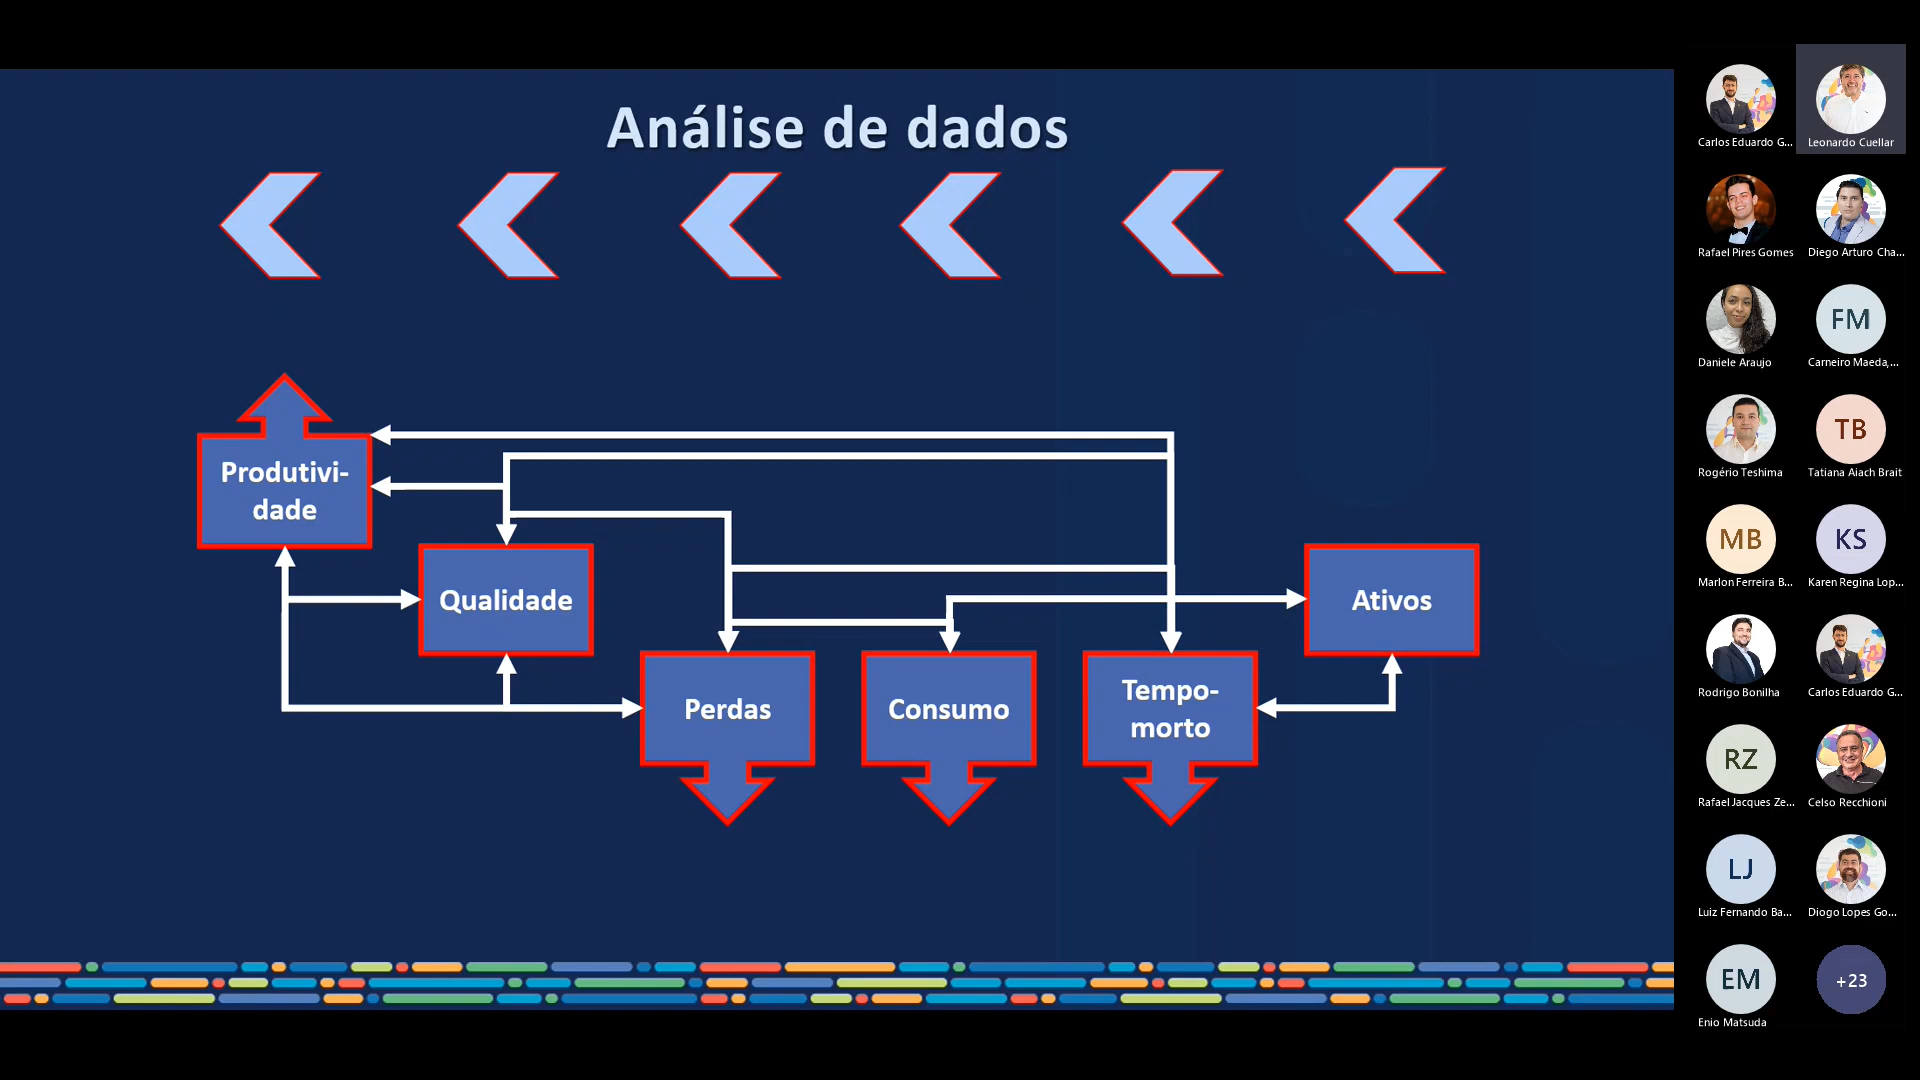 Análise de dados
Produtivi-
dade
Qualidade
Perdas
Consumo
Tempo-
morto
Ativos
Carlos Eduardo G...
Leonardo Cuellar
Rafael Pires Gomes
Diego Arturo Cha...
Daniele Araujo
FM
Carneiro Maeda,...
Rogério Teshima
TB
Tatiana Aiach Brait
MB
Marlon Ferreira B...
KS
Karen Regina Lop...
Rodrigo Bonilha
Carlos Eduardo G...
RZ
Rafael Jacques Ze...
Celso Recchioni
LJ
Luiz Fernando Ba...
Diogo Lopes Go...
EM
Enio Matsuda
+23